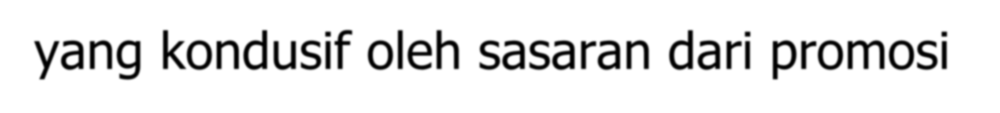 yang kondusif oleh sasaran dari promosi